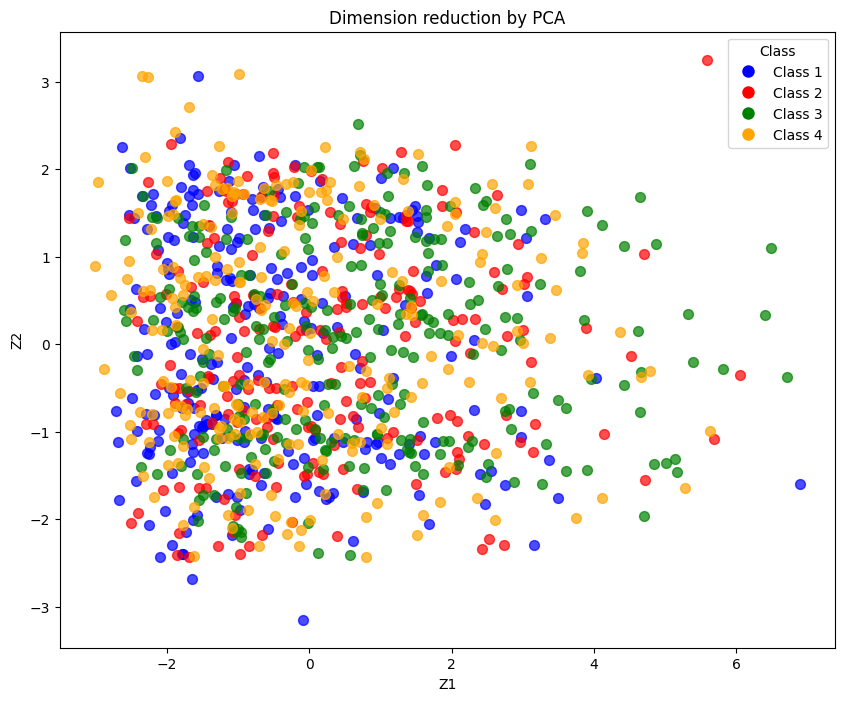 Dimension reduction by PCA
Class
Class 1
Class 2
Class 3
Class 4
3
2
1
0
−1
−2
−3
Z2
−2
0
2
4
6
Z1